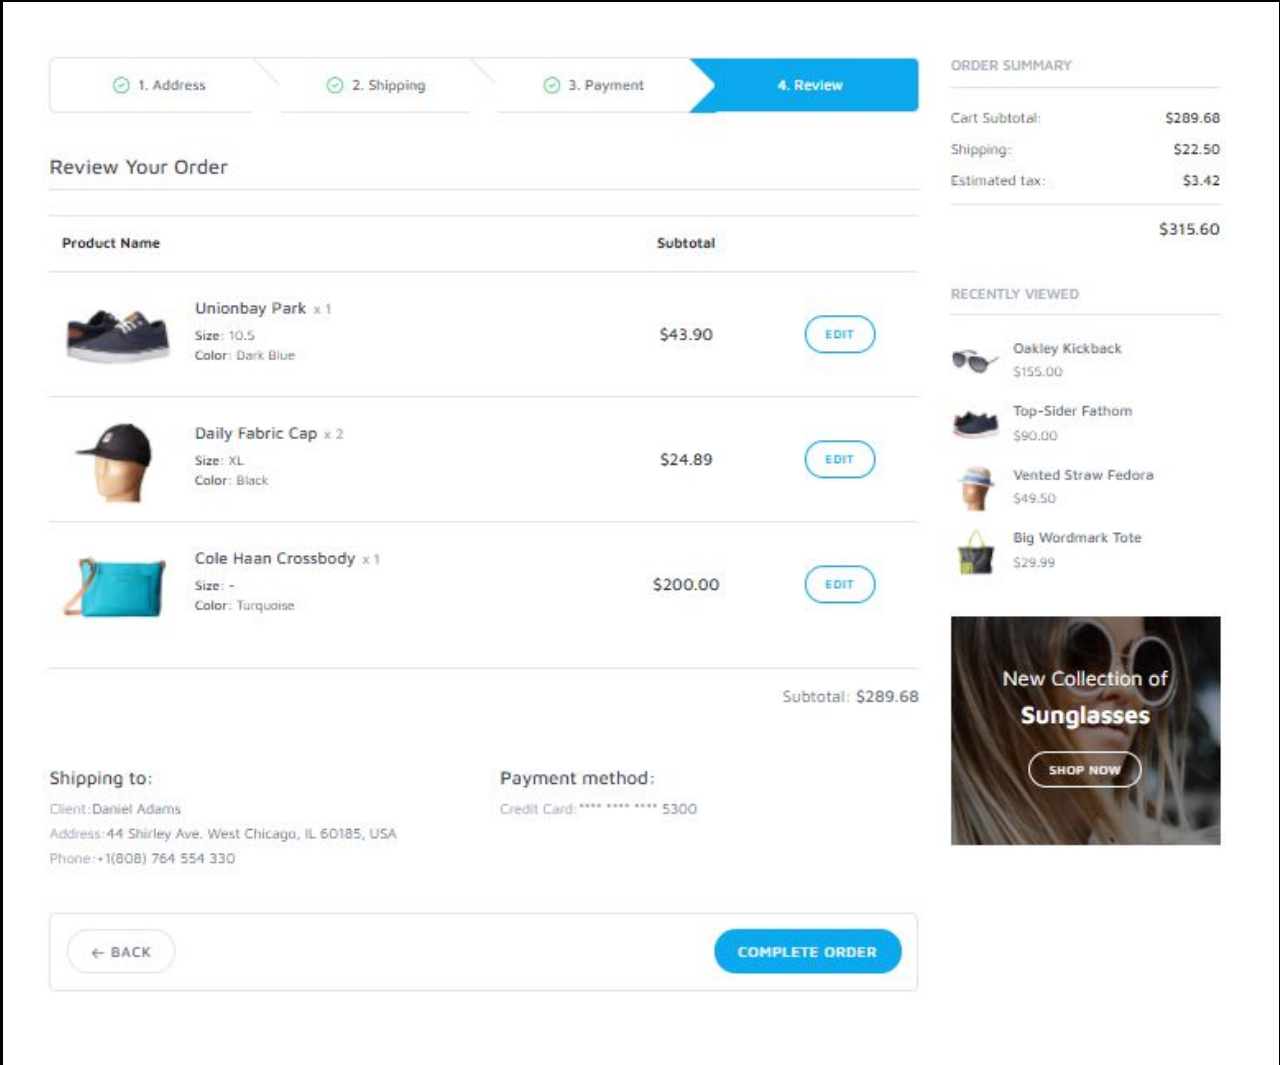 1. Address
2. Shipping
3. Payment
4. Review
Review Your Order
Product Name Subtotal
Unionbay Park x 1
Size: 10.5
Color: Dark Blue
$43.90
EDIT
Daily Fabric Cap x 2
Size: XL
Color: Black
$24.89
EDIT
Cole Haan Crossbody x 1
Size: -
Color: Turquoise
$200.00
EDIT
Subtotal: $289.68
Shipping to:
Client:Daniel Adams
Address:44 Shirley Ave. West Chicago, IL 60185, USA
Phone:+1(808) 764 554 330
Payment method:
Credit Card:**** **** **** 5300
← BACK
COMPLETE ORDER
ORDER SUMMARY
Cart Subtotal: $289.68
Shipping: $22.50
Estimated tax: $3.42
$315.60
RECENTLY VIEWED
Oakley Kickback
$155.00
Top-Sider Fathom
$90.00
Vented Straw Fedora
$49.50
Big Wordmark Tote
$29.99
New Collection of
Sunglasses
SHOP NOW